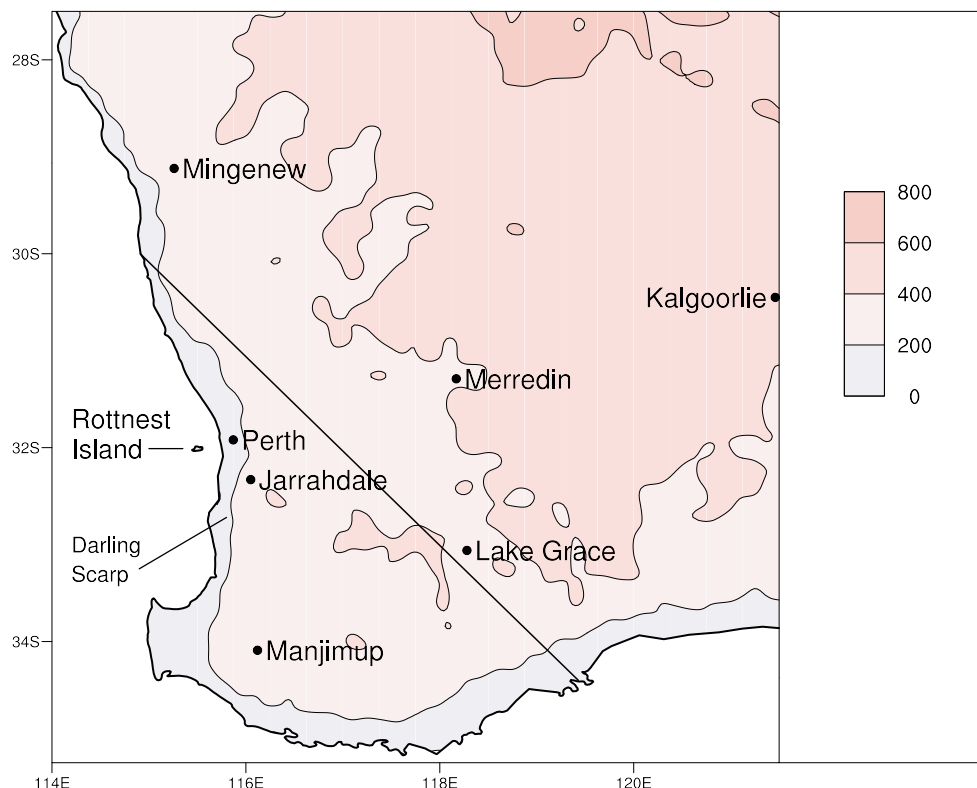 28S
Mingenew
800
600
30S
Kalgoorlie
400
200
Merredin
0
Rottnest
Island
32S
Perth
Jarrahdale
Darling
Scarp
Lake Grace
34S
Manjimup
114E
116E
118E
120E